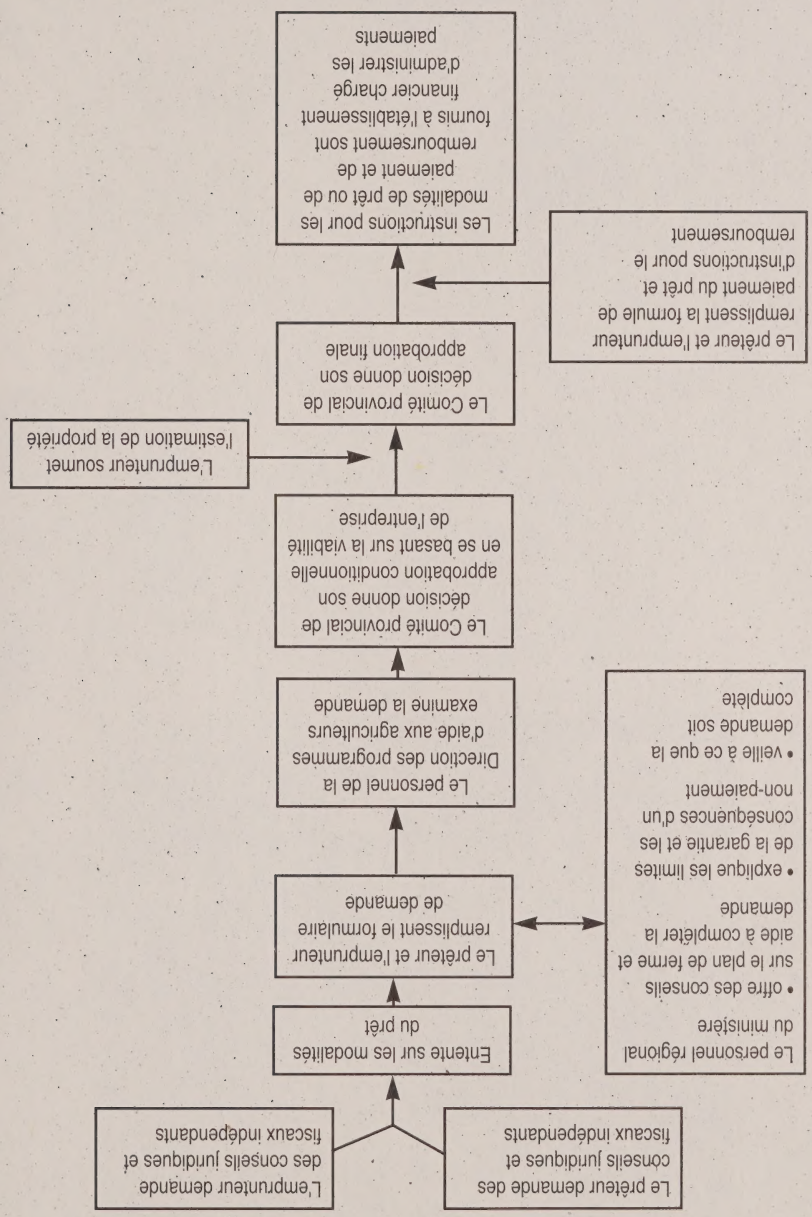 Le prêteur demande des
conseils juridiques et
fiscaux indépendants
L'emprunteur demande
des conseils juridiques et
fiscaux indépendants
Entente sur les modalités
du prêt
Le personnel régional
du ministère
• offre des conseils
sur le plan de ferme et
aide à compléter la
demande
• explique les limites
de la garantie et les
conséquences d'un
non-paiement
• veille à ce que la
demande soit
complète
Le prêteur et l'emprunteur
remplissent le formulaire
de demande
Le personnel de la
Direction des programmes
d'aide aux agriculteurs
examine la demande
Le Comité provincial de
décision donne son
approbation conditionnelle
en se basant sur la viabilité
de l'entreprise
L'emprunteur soumet
l'estimation de la propriété
Le Comité provincial de
décision donne son
approbation finale
Le prêteur et l'emprunteur
remplissent la formule de
paiement du prêt et
d'instructions pour le
remboursement
Les instructions pour les
modalités de prêt ou de
paiement et de
remboursement sont
fournis à l'établissement
financier chargé
d'administrer les
paiements